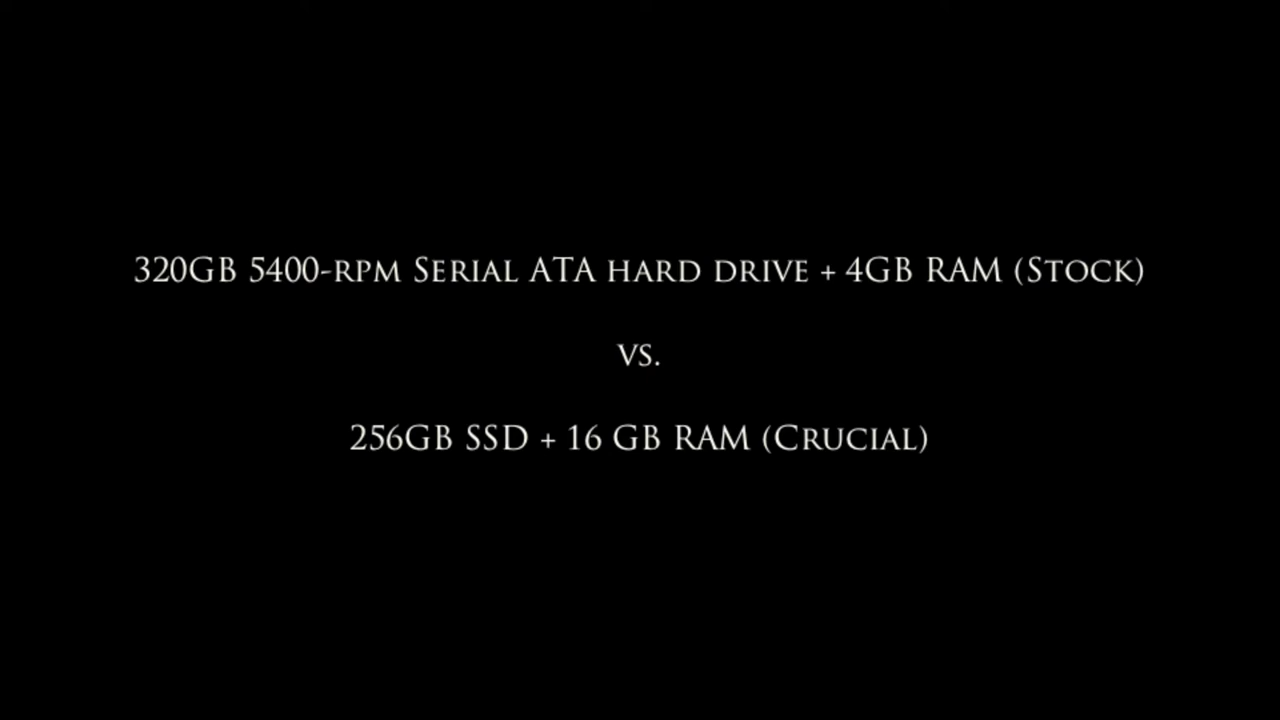 320GB 5400-rpm Serial ATA hard drive + 4GB RAM (Stock)
vs.
256GB SSD + 16 GB RAM (Crucial)